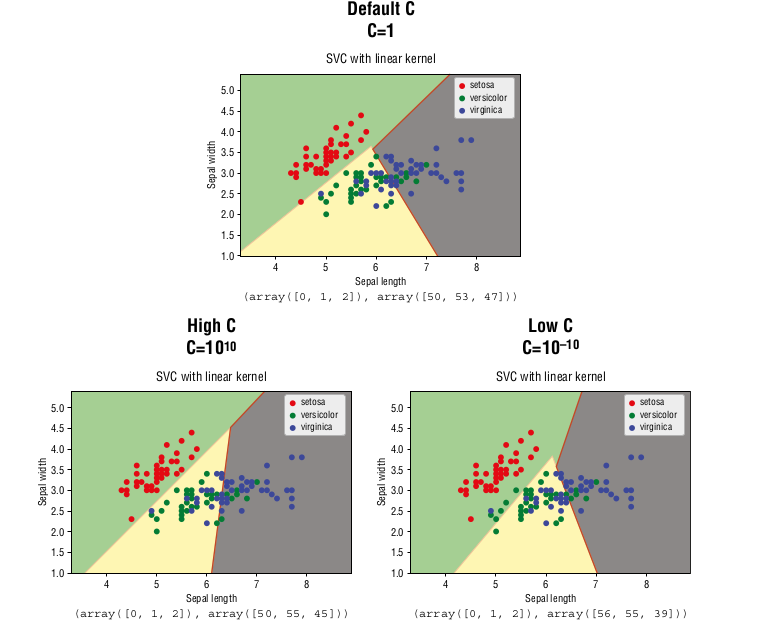 Default C
C=1
SVC with linear kernel
setosa
versicolor
virginica
5.0
4.5
4.0
3.5
3.0
2.5
2.0
1.5
1.0
Sepal width
4 5 6 7 8
Sepal length
(array([0, 1, 2]), array([50, 53, 47]))
High C
C=10¹⁰
SVC with linear kernel
setosa
versicolor
virginica
5.0
4.5
4.0
3.5
3.0
2.5
2.0
1.5
1.0
Sepal width
4 5 6 7 8
Sepal length
(array([0, 1, 2]), array([50, 55, 45]))
Low C
C=10⁻¹⁰
SVC with linear kernel
setosa
versicolor
virginica
5.0
4.5
4.0
3.5
3.0
2.5
2.0
1.5
1.0
Sepal width
4 5 6 7 8
Sepal length
(array([0, 1, 2]), array([56, 55, 39]))